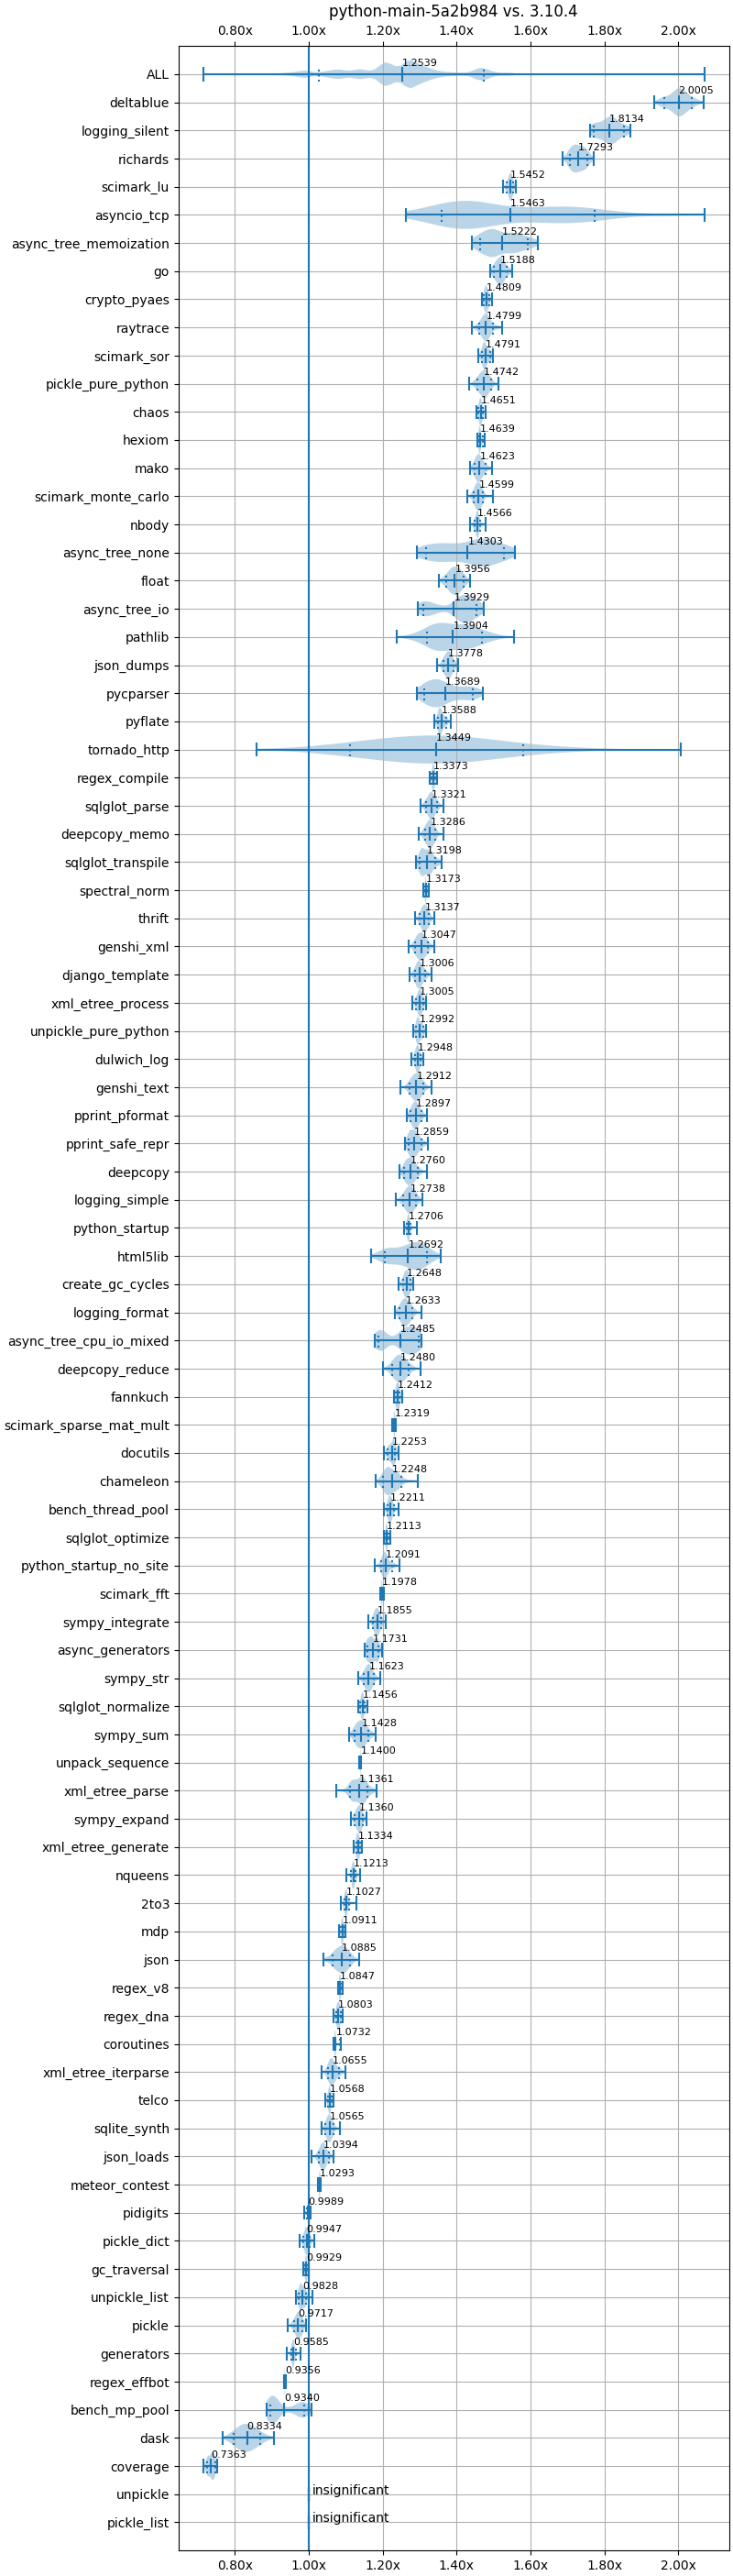 python-main-5a2b984 vs. 3.10.4
0.80x 1.00x 1.20x 1.40x 1.60x 1.80x 2.00x
ALL 1.2539
deltablue 2.0005
logging_silent 1.8134
richards 1.7293
scimark_lu 1.5452
asyncio_tcp 1.5463
async_tree_memoization 1.5222
go 1.5188
crypto_pyaes 1.4809
raytrace 1.4799
scimark_sor 1.4791
pickle_pure_python 1.4742
chaos 1.4651
hexiom 1.4639
mako 1.4623
scimark_monte_carlo 1.4599
nbody 1.4566
async_tree_none 1.4303
float 1.3956
async_tree_io 1.3929
pathlib 1.3904
json_dumps 1.3778
pycparser 1.3689
pyflate 1.3588
tornado_http 1.3449
regex_compile 1.3373
sqlglot_parse 1.3321
deepcopy_memo 1.3286
sqlglot_transpile 1.3198
spectral_norm 1.3173
thrift 1.3137
genshi_xml 1.3047
django_template 1.3006
xml_etree_process 1.3005
unpickle_pure_python 1.2992
dulwich_log 1.2948
genshi_text 1.2912
pprint_pformat 1.2897
pprint_safe_repr 1.2859
deepcopy 1.2760
logging_simple 1.2738
python_startup 1.2706
html5lib 1.2692
create_gc_cycles 1.2648
logging_format 1.2633
async_tree_cpu_io_mixed 1.2485
deepcopy_reduce 1.2480
fannkuch 1.2412
scimark_sparse_mat_mult 1.2319
docutils 1.2253
chameleon 1.2248
bench_thread_pool 1.2211
sqlglot_optimize 1.2113
python_startup_no_site 1.2091
scimark_fft 1.1978
sympy_integrate 1.1855
async_generators 1.1731
sympy_str 1.1623
sqlglot_normalize 1.1456
sympy_sum 1.1428
unpack_sequence 1.1400
xml_etree_parse 1.1361
sympy_expand 1.1360
xml_etree_generate 1.1334
nqueens 1.1213
2to3 1.1027
mdp 1.0911
json 1.0885
regex_v8 1.0847
regex_dna 1.0803
coroutines 1.0732
xml_etree_iterparse 1.0655
telco 1.0568
sqlite_synth 1.0565
json_loads 1.0394
meteor_contest 1.0293
pidigits 0.9989
pickle_dict 0.9947
gc_traversal 0.9929
unpickle_list 0.9828
pickle 0.9717
generators 0.9585
regex_effbot 0.9356
bench_mp_pool 0.9340
dask 0.8334
coverage 0.7363
unpickle insignificant
pickle_list insignificant
0.80x 1.00x 1.20x 1.40x 1.60x 1.80x 2.00x